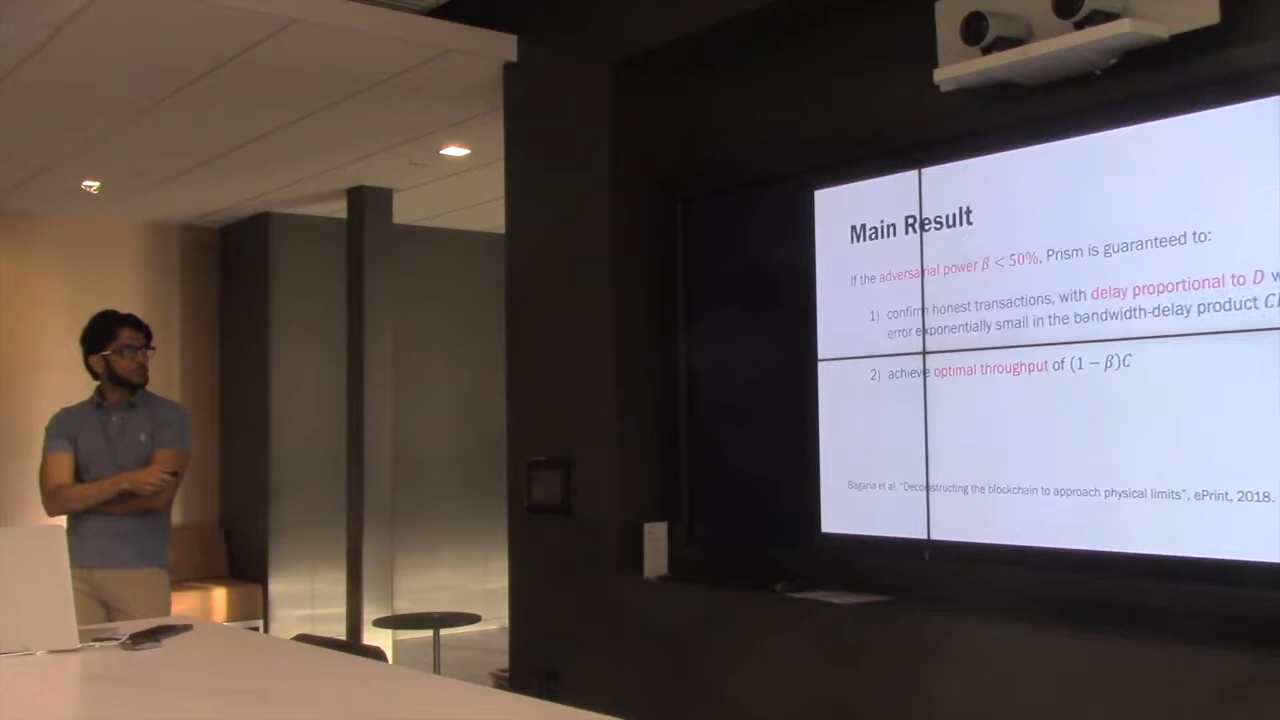 Main Result
If the adversarial power β < 50%, Prism is guaranteed to:
1) confirm honest transactions, with delay proportional to D
error exponentially small in the bandwidth-delay product
2) achieve optimal throughput of (1 − β)C
Bagaria et al. "Deconstructing the blockchain to approach physical limits", ePrint, 2018.